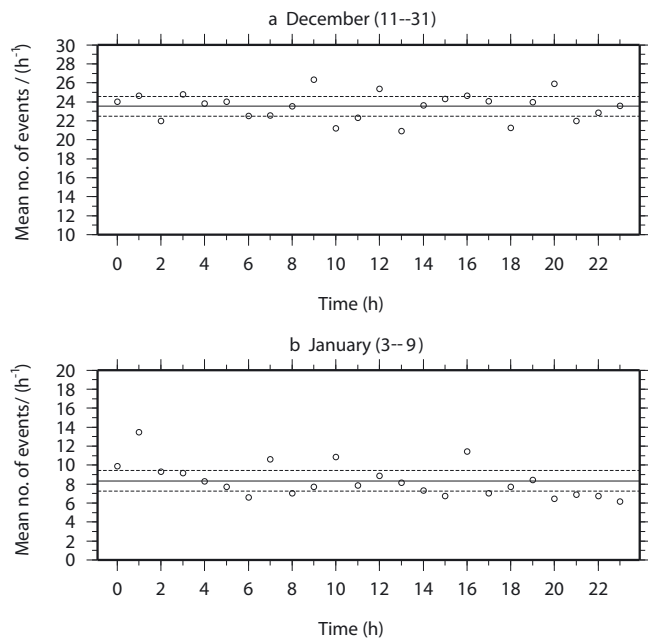 a December (11--31)
Mean no. of events / (h⁻¹)
30
28
26
24
22
20
18
16
14
12
10
0 2 4 6 8 10 12 14 16 18 20 22
Time (h)
b January (3-- 9)
Mean no. of events/ (h⁻¹)
20
18
16
14
12
10
8
6
4
2
0
0 2 4 6 8 10 12 14 16 18 20 22
Time (h)